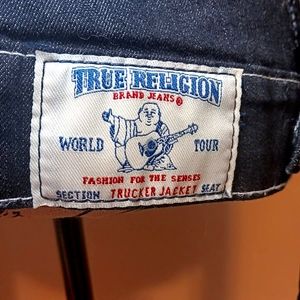 TRUE RELIGION
BRAND JEANS®
WORLD TOUR
FASHION FOR THE SENSES
SECTION TRUCKER JACKET SEAT